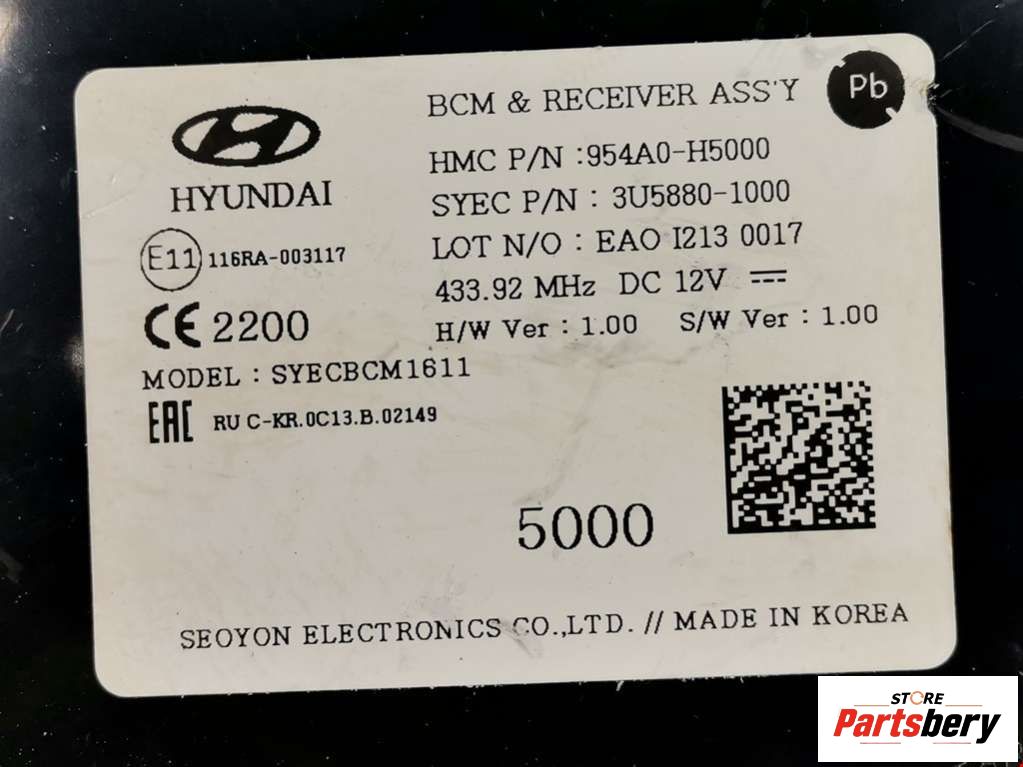 BCM & RECEIVER ASS'Y
Pb
HYUNDAI
HMC P/N :954A0-H5000
SYEC P/N : 3U5880-1000
LOT N/O : EAO I213 0017
E11 116RA-003117
433.92 MHz DC 12V
CE 2200
H/W Ver : 1.00 S/W Ver : 1.00
MODEL : SYECBCM1611
EAC RU C-KR.0C13.B.02149
5000
SEOYON ELECTRONICS CO.,LTD. // MADE IN KOREA
STORE
Partsbery